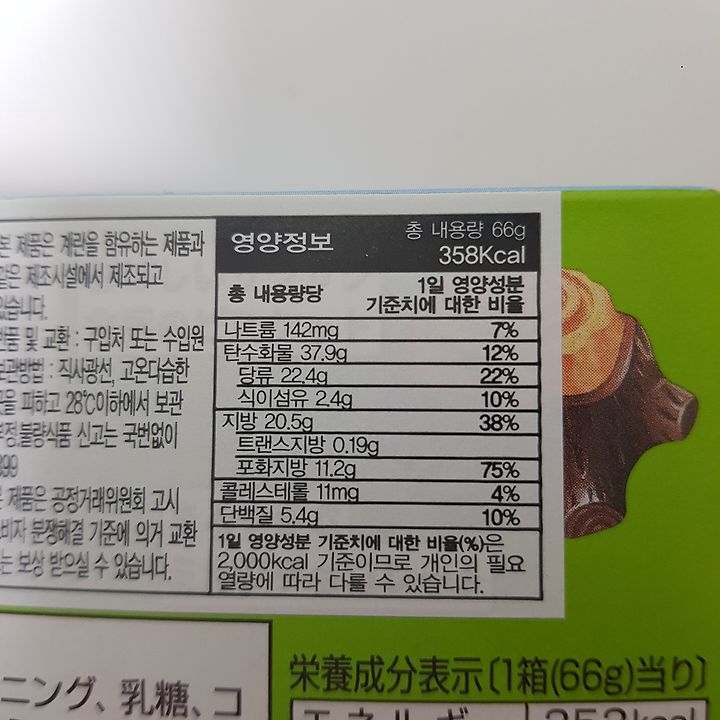 본 제품은 계란을 함유하는 제품과
같은 제조시설에서 제조되고
있습니다.
반품 및 교환 : 구입처 또는 수입원
보관방법 : 직사광선, 고온다습한
곳을 피하고 28℃이하에서 보관
부정.불량식품 신고는 국번없이
제품은 공정거래위원회 고시
분쟁해결 기준에 의거 교환
또는 보상 받으실 수 있습니다.
영양정보
총 내용량 66g
358Kcal
총 내용량당
1일 영양성분
기준치에 대한 비율
나트륨 142mg 7%
탄수화물 37.9g 12%
당류 22.4g 22%
식이섬유 2.4g 10%
지방 20.5g 38%
트랜스지방 0.19g
포화지방 11.2g 75%
콜레스테롤 11mg 4%
단백질 5.4g 10%
1일 영양성분 기준치에 대한 비율(%)은
2,000kcal 기준이므로 개인의 필요
열량에 따라 다를 수 있습니다.
ニング、乳糖、コ
栄養成分表示〔1箱(66g)当り〕
エネルギー